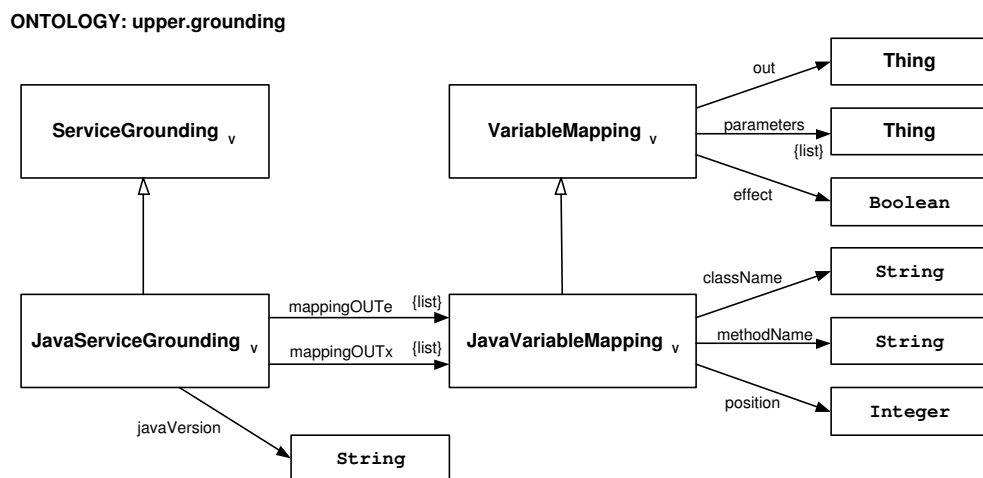 ONTOLOGY: upper.grounding
ServiceGrounding v
VariableMapping v
out
Thing
parameters
{list}
Thing
effect
Boolean
JavaServiceGrounding v
mappingOUTe {list}
mappingOUTx {list}
JavaVariableMapping v
className
String
methodName
String
position
Integer
javaVersion
String